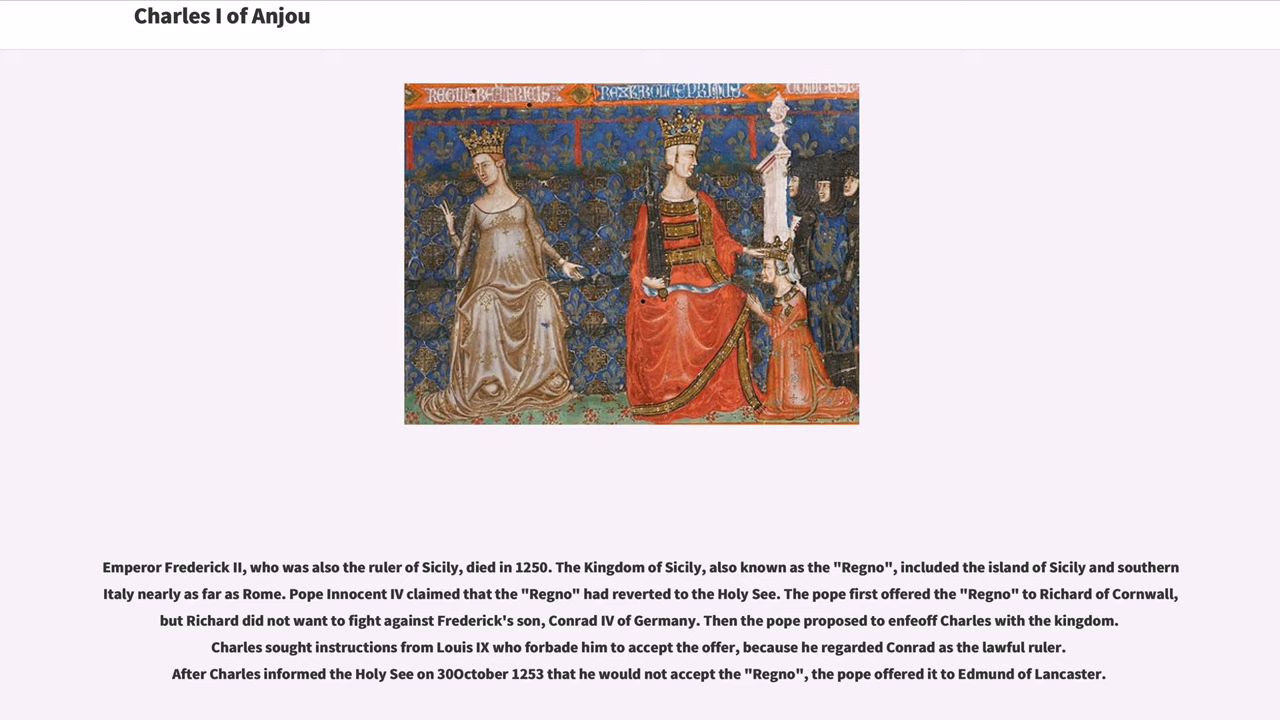 Charles I of Anjou
Emperor Frederick II, who was also the ruler of Sicily, died in 1250. The Kingdom of Sicily, also known as the "Regno", included the island of Sicily and southern
Italy nearly as far as Rome. Pope Innocent IV claimed that the "Regno" had reverted to the Holy See. The pope first offered the "Regno" to Richard of Cornwall,
but Richard did not want to fight against Frederick's son, Conrad IV of Germany. Then the pope proposed to enfeoff Charles with the kingdom.
Charles sought instructions from Louis IX who forbade him to accept the offer, because he regarded Conrad as the lawful ruler.
After Charles informed the Holy See on 30October 1253 that he would not accept the "Regno", the pope offered it to Edmund of Lancaster.